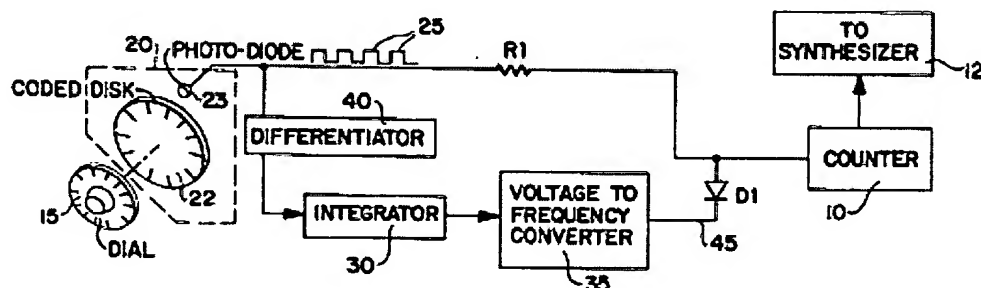 20
PHOTO-DIODE
25
R1
TO
SYNTHESIZER
12
CODED DISK
23
40
DIFFERENTIATOR
COUNTER
10
22
15
DIAL
INTEGRATOR
30
VOLTAGE TO
FREQUENCY
CONVERTER
35
D1
45